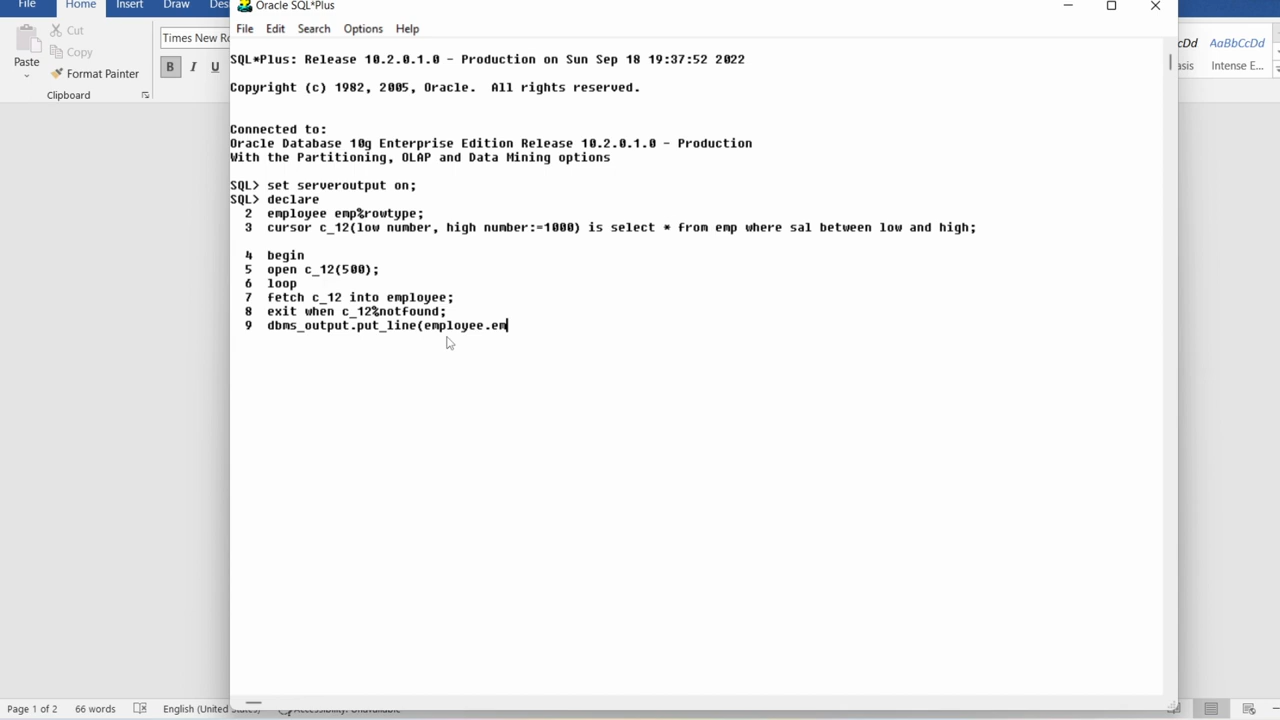 Oracle SQL*Plus
File Home Insert Draw
File Edit Search Options Help
Cut
Copy
Paste
Format Painter
Clipboard
Times New Ro
B I U
AaBbCcDd
Intense E...
SQL*Plus: Release 10.2.0.1.0 - Production on Sun Sep 18 19:37:52 2022
Copyright (c) 1982, 2005, Oracle. All rights reserved.
Connected to:
Oracle Database 10g Enterprise Edition Release 10.2.0.1.0 - Production
With the Partitioning, OLAP and Data Mining options
SQL> set serveroutput on;
SQL> declare
2 employee emp%rowtype;
3 cursor c_12(low number, high number:=1000) is select * from emp where sal between low and high;
4 begin
5 open c_12(500);
6 loop
7 fetch c_12 into employee;
8 exit when c_12%notfound;
9 dbms_output.put_line(employee.em
Page 1 of 2 66 words English (United States)